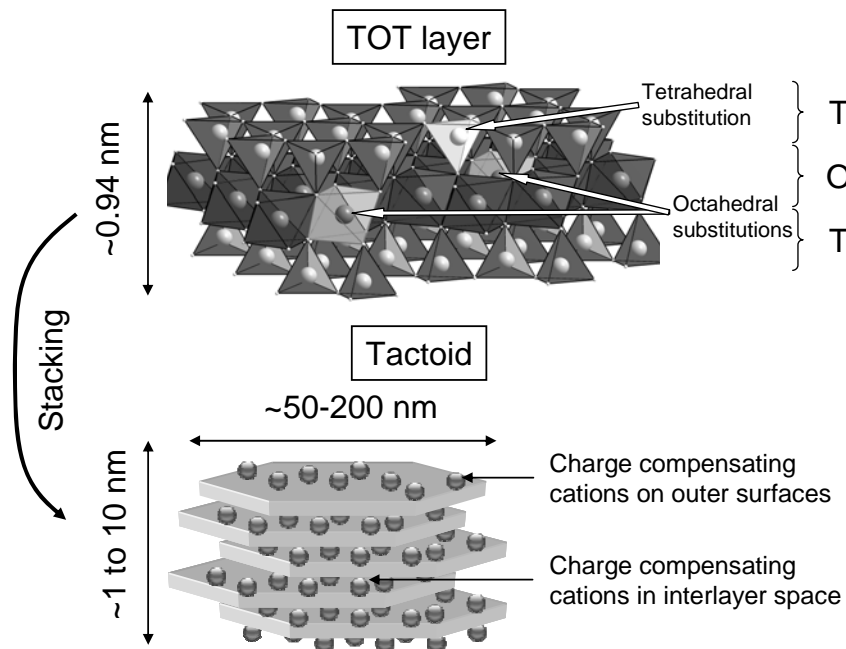 TOT layer
~0.94 nm
Tetrahedral
substitution
T
O
Octahedral
substitutions
T
Stacking
Tactoid
~50-200 nm
~1 to 10 nm
Charge compensating
cations on outer surfaces
Charge compensating
cations in interlayer space